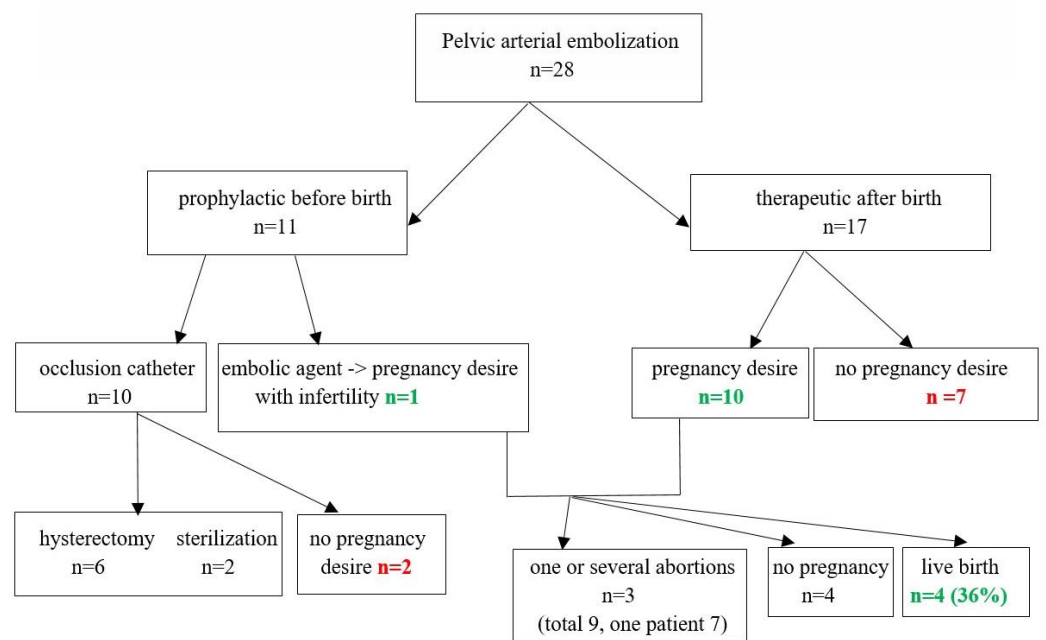 Pelvic arterial embolization
n=28
prophylactic before birth
n=11
therapeutic after birth
n=17
occlusion catheter
n=10
embolic agent -> pregnancy desire
with infertility n=1
pregnancy desire
n=10
no pregnancy desire
n =7
hysterectomy
n=6
sterilization
n=2
no pregnancy
desire n=2
one or several abortions
n=3
(total 9, one patient 7)
no pregnancy
n=4
live birth
n=4 (36%)